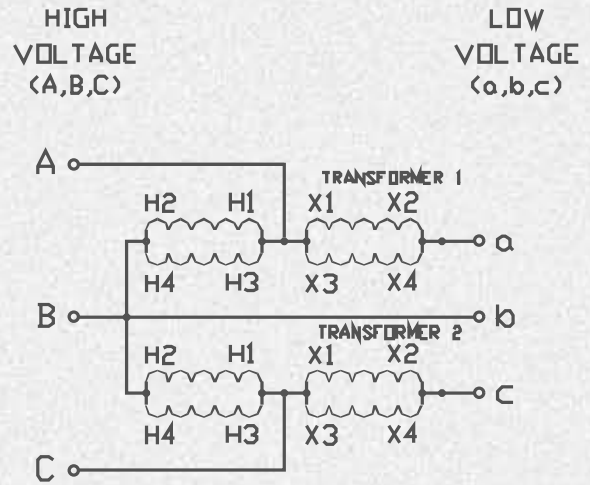 HIGH
VOLTAGE
(A,B,C)
LOW
VOLTAGE
(a,b,c)
A
TRANSFORMER 1
H2 H1 X1 X2
a
H4 H3 X3 X4
B
b
TRANSFORMER 2
H2 H1 X1 X2
c
H4 H3 X3 X4
C